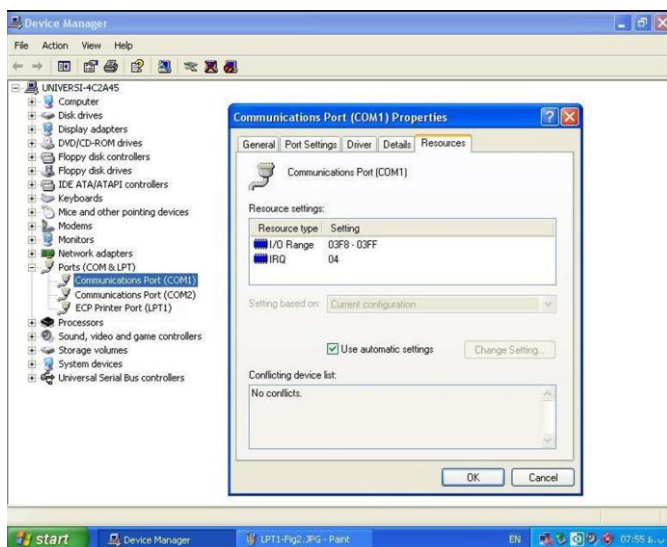 Device Manager
File Action View Help
UNIVERSI-4C2A45
Computer
Disk drives
Display adapters
DVD/CD-ROM drives
Floppy disk controllers
Floppy disk drives
IDE ATA/ATAPI controllers
Keyboards
Mice and other pointing devices
Modems
Monitors
Network adapters
Ports (COM & LPT)
Communications Port (COM1)
Communications Port (COM2)
ECP Printer Port (LPT1)
Processors
Sound, video and game controllers
Storage volumes
System devices
Universal Serial Bus controllers
Communications Port (COM1) Properties
General Port Settings Driver Details Resources
Communications Port (COM1)
Resource settings:
Resource type Setting
I/O Range 03F8 - 03FF
IRQ 04
Setting based on: Current configuration
Use automatic settings Change Setting...
Conflicting device list:
No conflicts.
OK Cancel
start Device Manager LPT1-Fig2.JPG - Paint EN 07:55